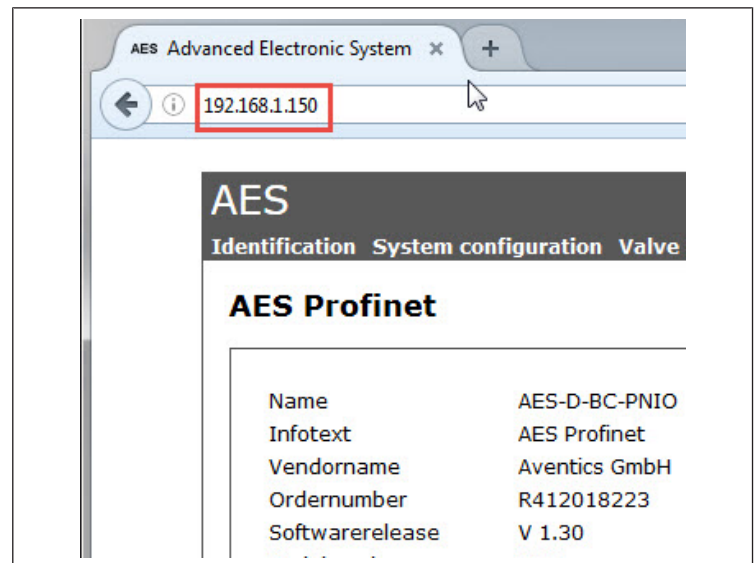 AES Advanced Electronic System × +
192.168.1.150
AES
Identification System configuration Valve
AES Profinet
Name AES-D-BC-PNIO
Infotext AES Profinet
Vendorname Aventics GmbH
Ordernumber R412018223
Softwarerelease V 1.30